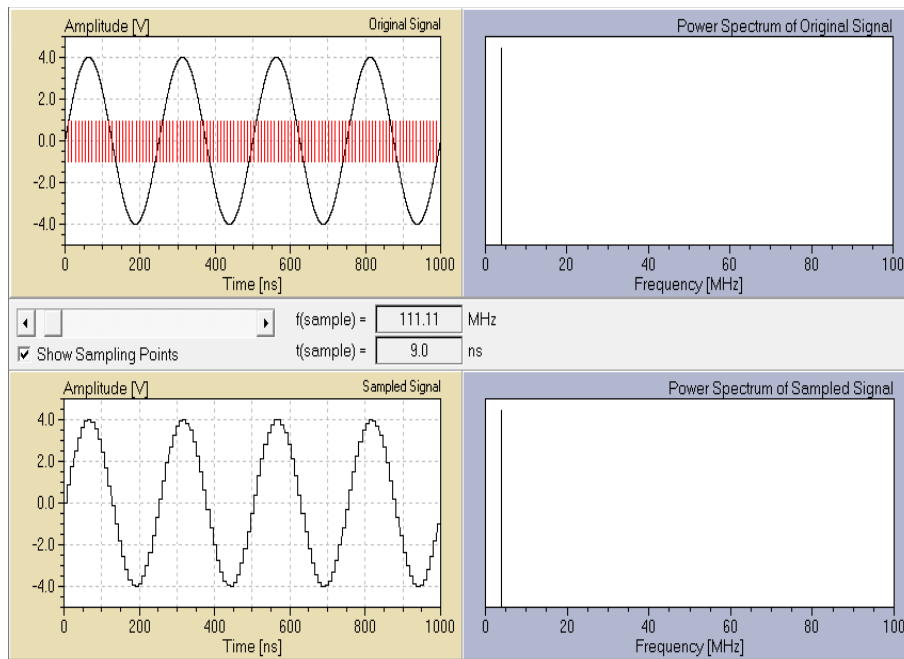 Amplitude [V] Original Signal
4.0
2.0
0.0
-2.0
-4.0
0 200 400 600 800 1000
Time [ns]
Power Spectrum of Original Signal
0 20 40 60 80 100
Frequency [MHz]
f(sample) = 111.11 MHz
Show Sampling Points
t(sample) = 9.0 ns
Amplitude [V] Sampled Signal
4.0
2.0
0.0
-2.0
-4.0
0 200 400 600 800 1000
Time [ns]
Power Spectrum of Sampled Signal
0 20 40 60 80 100
Frequency [MHz]